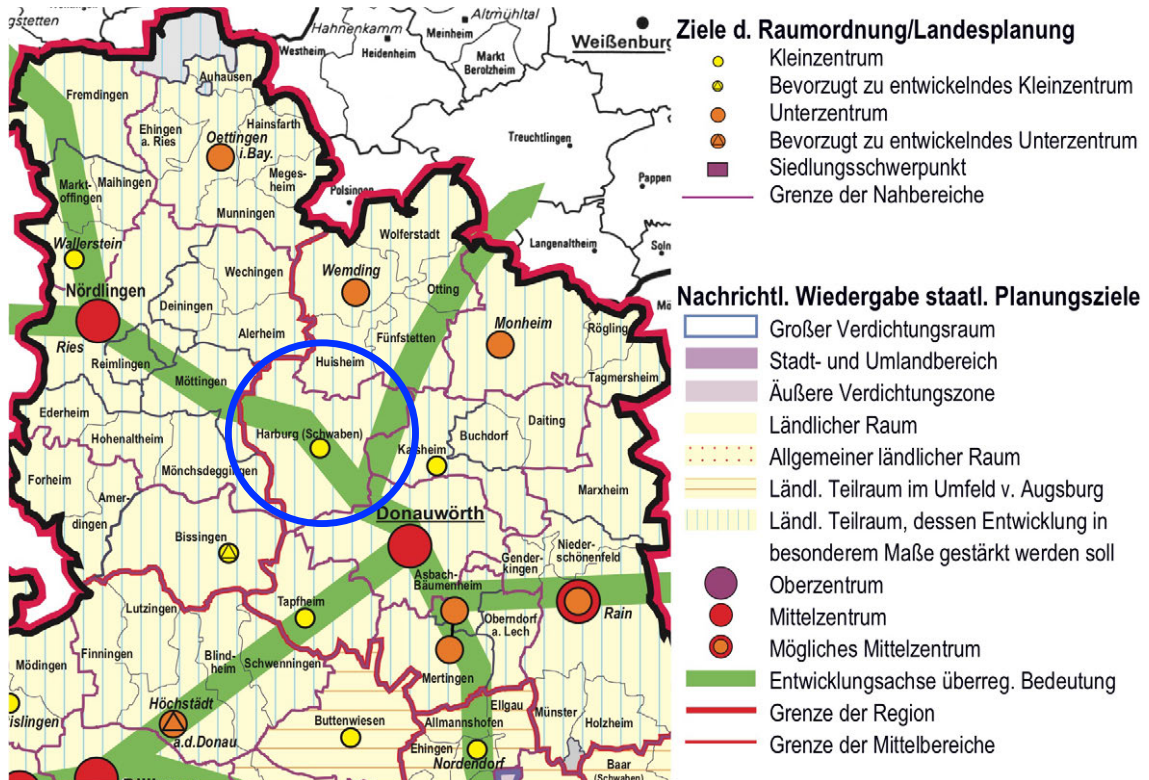 ngstetten
Hahnenkamm
Altmühltal
Meinheim
Westheim
Heidenheim
Markt
Berolzheim
Weißenburg
Auhausen
Fremdingen
Ehingen
a. Ries
Hainsfarth
Oettingen
i.Bay.
Treuchtlingen
Markt-
offingen
Maihingen
Meges-
heim
Polsingen
Pappen
Munningen
Wallerstein
Wolferstadt
Langenaltheim
Soln
Wechingen
Wemding
Nördlingen
Deiningen
Otting
Mö
Monheim
Rögling
Ries
Alerheim
Fünfstetten
Reimlingen
Huisheim
Möttingen
Tagmersheim
Ederheim
Hohenaltheim
Harburg (Schwaben)
Daiting
Buchdorf
Kaisheim
Forheim
Mönchsdeggingen
Amer-
dingen
Marxheim
Donauwörth
Bissingen
Nieder-
schönenfeld
Gender-
kingen
Asbach-
Bäumenheim
Lutzingen
Tapfheim
Oberndorf
a. Lech
Rain
Mödingen
Finningen
Blind-
heim
Schwenningen
Mertingen
Höchstädt
a.d.Donau
islingen
Buttenwiesen
Allmannshofen
Ellgau
Münster
Holzheim
Ehingen
Nordendorf
Baar
(Schwaben)
Ziele d. Raumordnung/Landesplanung
Kleinzentrum
Bevorzugt zu entwickelndes Kleinzentrum
Unterzentrum
Bevorzugt zu entwickelndes Unterzentrum
Siedlungsschwerpunkt
Grenze der Nahbereiche
Nachrichtl. Wiedergabe staatl. Planungsziele
Großer Verdichtungsraum
Stadt- und Umlandbereich
Äußere Verdichtungszone
Ländlicher Raum
Allgemeiner ländlicher Raum
Ländl. Teilraum im Umfeld v. Augsburg
Ländl. Teilraum, dessen Entwicklung in
besonderem Maße gestärkt werden soll
Oberzentrum
Mittelzentrum
Mögliches Mittelzentrum
Entwicklungsachse überreg. Bedeutung
Grenze der Region
Grenze der Mittelbereiche